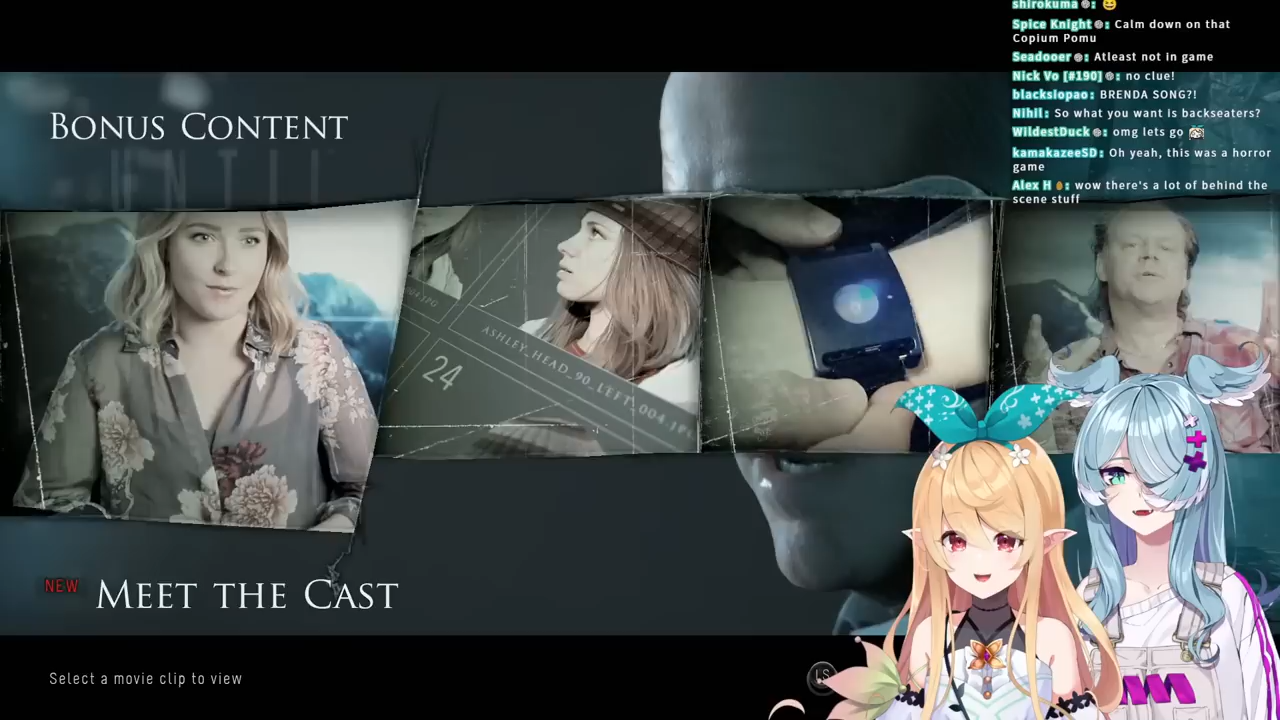 shirokuma: 😄
Spice Knight: Calm down on that
Copium Pomu
Seadooer: Atleast not in game
Nick Vo [#190]: no clue!
blacksiopao: BRENDA SONG?!
Nihil: So what you want is backseaters?
WildestDuck: omg lets go
kamakazeeSD: Oh yeah, this was a horror
game
Alex H: wow there's a lot of behind the
scene stuff
BONUS CONTENT
UNTIL
24
ASHLEY_HEAD_90_LEFT_004.JP
NEW MEET THE CAST
Select a movie clip to view
LS